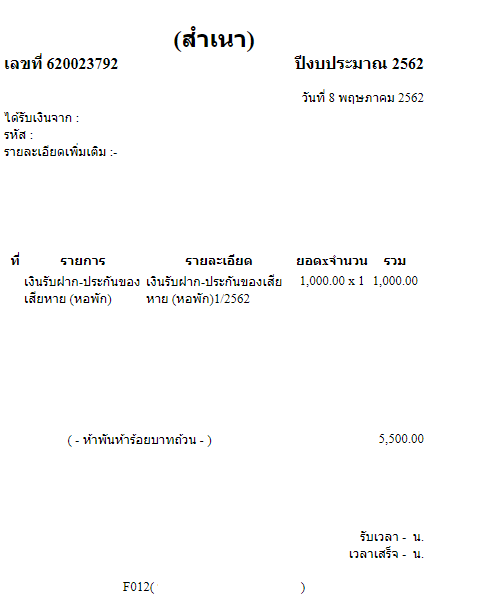 (สำเนา)
เลขที่ 620023792 ปีงบประมาณ 2562
วันที่ 8 พฤษภาคม 2562
ได้รับเงินจาก :
รหัส :
รายละเอียดเพิ่มเติม :-
ที่ รายการ รายละเอียด ยอดxจำนวน รวม
เงินรับฝาก-ประกันของ เงินรับฝาก-ประกันของเสีย 1,000.00 x 1 1,000.00
เสียหาย (หอพัก) หาย (หอพัก)1/2562
( - ห้าพันห้าร้อยบาทถ้วน - ) 5,500.00
รับเวลา - น.
เวลาเสร็จ - น.
F012( )